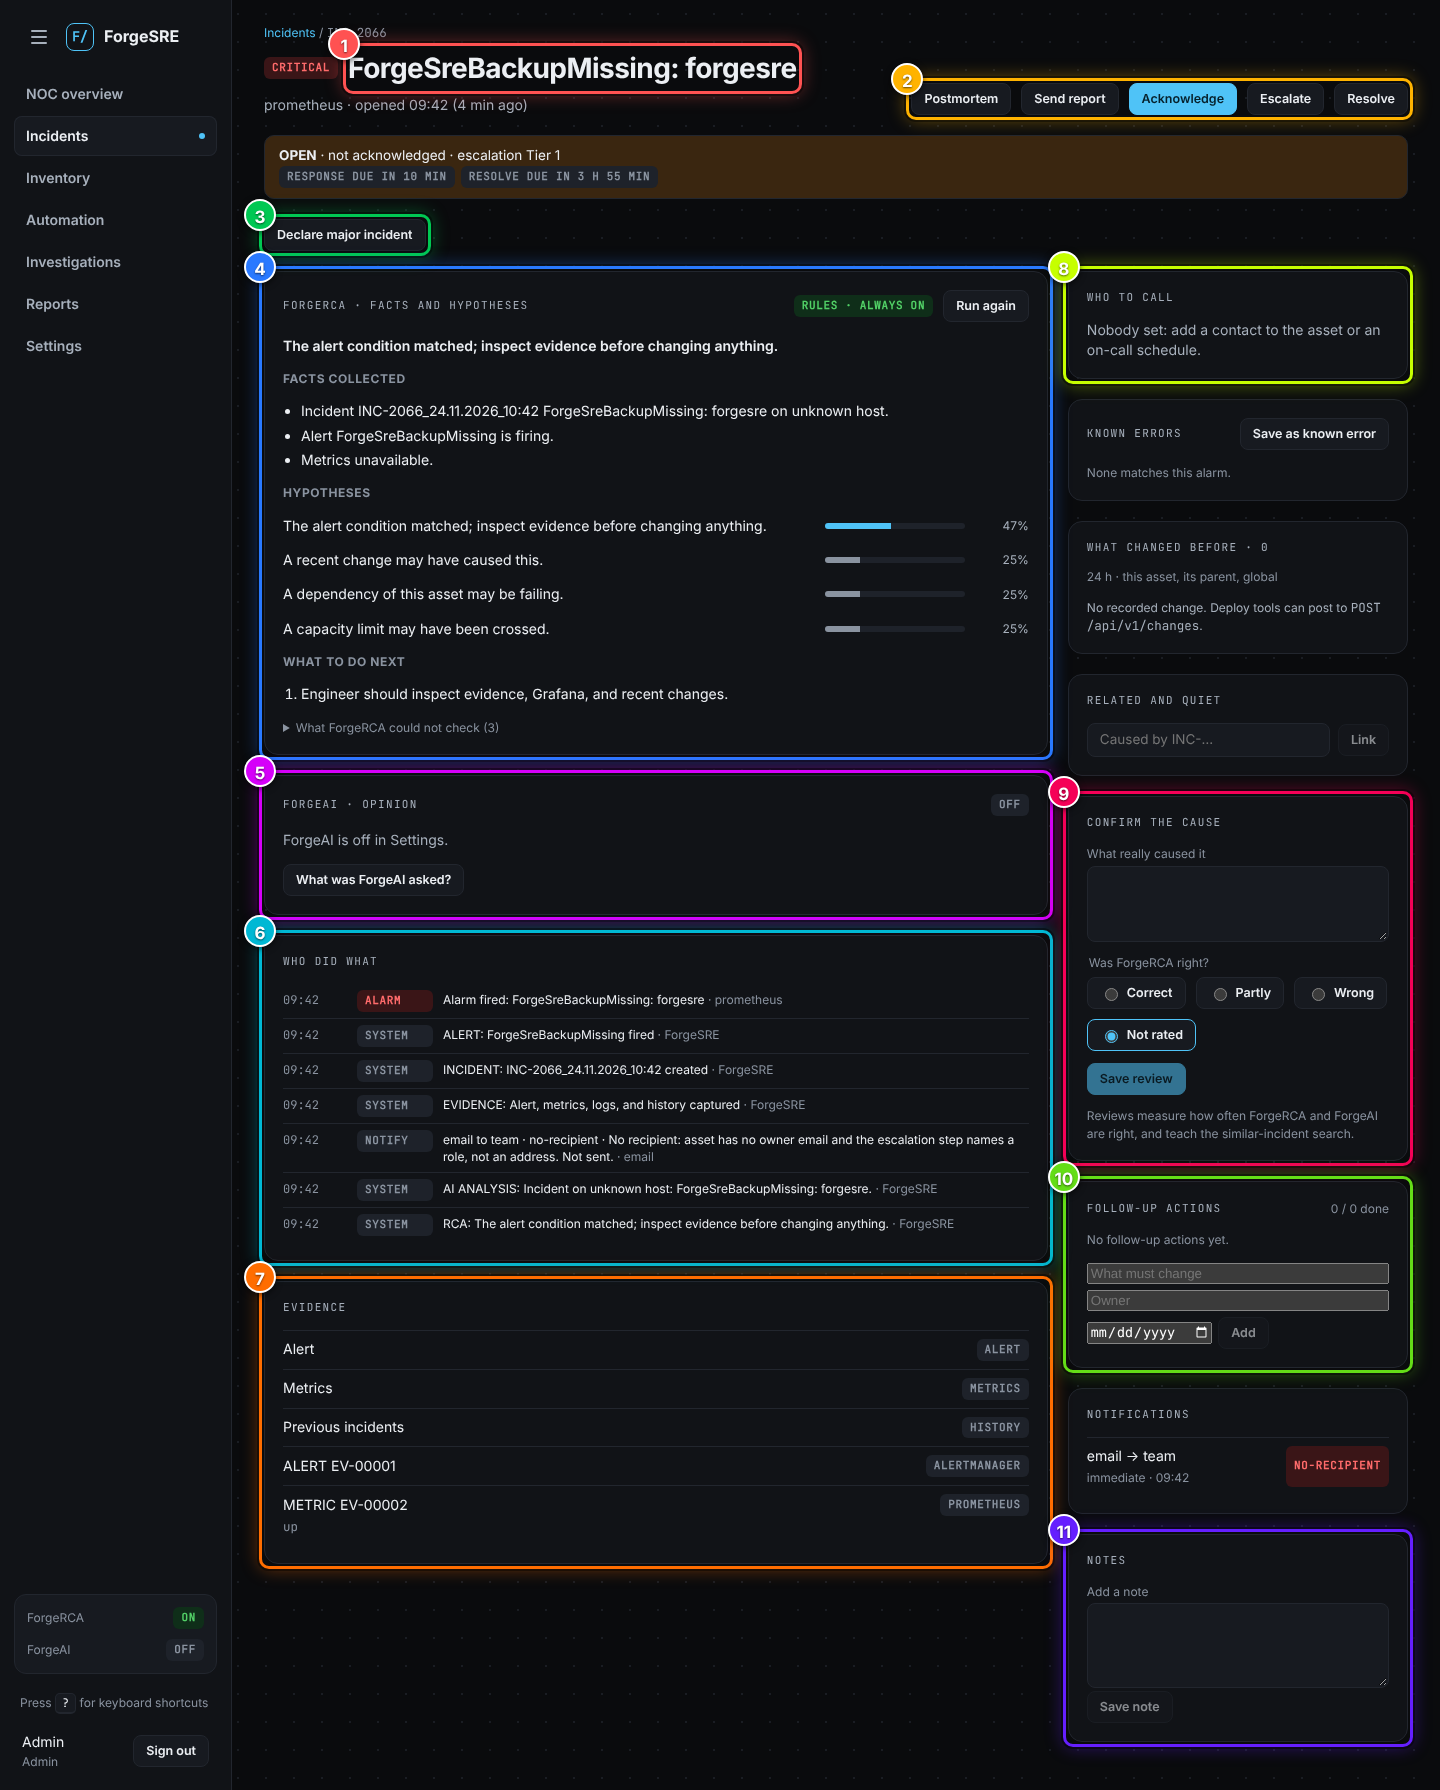 F/ ForgeSRE
NOC overview
Incidents
Inventory
Automation
Investigations
Reports
Settings
ForgeRCA ON
ForgeAI OFF
Press ? for keyboard shortcuts
Admin
Admin
Sign out
Incidents / 2066
1
CRITICAL ForgeSreBackupMissing: forgesre
prometheus · opened 09:42 (4 min ago)
2
Postmortem Send report Acknowledge Escalate Resolve
OPEN · not acknowledged · escalation Tier 1
RESPONSE DUE IN 10 MIN RESOLVE DUE IN 3 H 55 MIN
3
Declare major incident
4
FORGERCA · FACTS AND HYPOTHESES RULES · ALWAYS ON Run again
The alert condition matched; inspect evidence before changing anything.
FACTS COLLECTED
• Incident INC-2066_24.11.2026_10:42 ForgeSreBackupMissing: forgesre on unknown host.
• Alert ForgeSreBackupMissing is firing.
• Metrics unavailable.
HYPOTHESES
The alert condition matched; inspect evidence before changing anything. 47%
A recent change may have caused this. 25%
A dependency of this asset may be failing. 25%
A capacity limit may have been crossed. 25%
WHAT TO DO NEXT
1. Engineer should inspect evidence, Grafana, and recent changes.
▶ What ForgeRCA could not check (3)
5
FORGEAI · OPINION OFF
ForgeAI is off in Settings.
What was ForgeAI asked?
6
WHO DID WHAT
09:42 ALARM Alarm fired: ForgeSreBackupMissing: forgesre · prometheus
09:42 SYSTEM ALERT: ForgeSreBackupMissing fired · ForgeSRE
09:42 SYSTEM INCIDENT: INC-2066_24.11.2026_10:42 created · ForgeSRE
09:42 SYSTEM EVIDENCE: Alert, metrics, logs, and history captured · ForgeSRE
09:42 NOTIFY email to team · no-recipient · No recipient: asset has no owner email and the escalation step names a
role, not an address. Not sent. · email
09:42 SYSTEM AI ANALYSIS: Incident on unknown host: ForgeSreBackupMissing: forgesre. · ForgeSRE
09:42 SYSTEM RCA: The alert condition matched; inspect evidence before changing anything. · ForgeSRE
7
EVIDENCE
Alert ALERT
Metrics METRICS
Previous incidents HISTORY
ALERT EV-00001 ALERTMANAGER
METRIC EV-00002 PROMETHEUS
up
8
WHO TO CALL
Nobody set: add a contact to the asset or an
on-call schedule.
KNOWN ERRORS Save as known error
None matches this alarm.
WHAT CHANGED BEFORE · 0
24 h · this asset, its parent, global
No recorded change. Deploy tools can post to POST
/api/v1/changes.
RELATED AND QUIET
Caused by INC-... Link
9
CONFIRM THE CAUSE
What really caused it
Was ForgeRCA right?
Correct Partly Wrong
Not rated
Save review
Reviews measure how often ForgeRCA and ForgeAI
are right, and teach the similar-incident search.
10
FOLLOW-UP ACTIONS 0 / 0 done
No follow-up actions yet.
What must change
Owner
mm/dd/yyyy Add
NOTIFICATIONS
email → team NO-RECIPIENT
immediate · 09:42
11
NOTES
Add a note
Save note